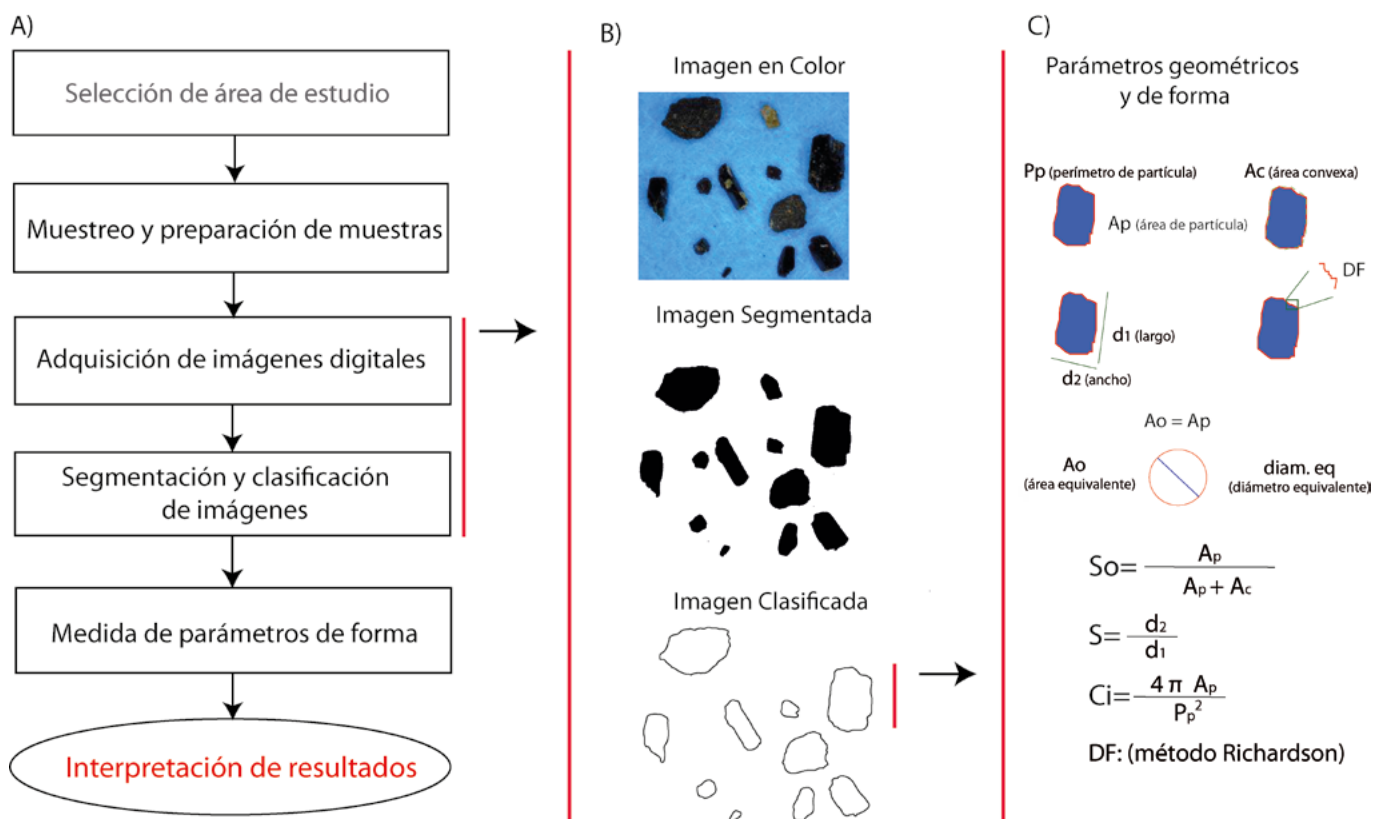 A)
Selección de área de estudio
Muestreo y preparación de muestras
Adquisición de imágenes digitales
Segmentación y clasificación
de imágenes
Medida de parámetros de forma
Interpretación de resultados
B)
Imagen en Color
Imagen Segmentada
Imagen Clasificada
C)
Parámetros geométricos
y de forma
Pp (perímetro de partícula)
Ac (área convexa)
Ap (área de partícula)
DF
d1 (largo)
d2 (ancho)
Ao = Ap
Ao
(área equivalente)
diam. eq
(diámetro equivalente)
So= Ap / Ap + Ac
S= d2 / d1
Ci= 4 π Ap / Pp²
DF: (método Richardson)